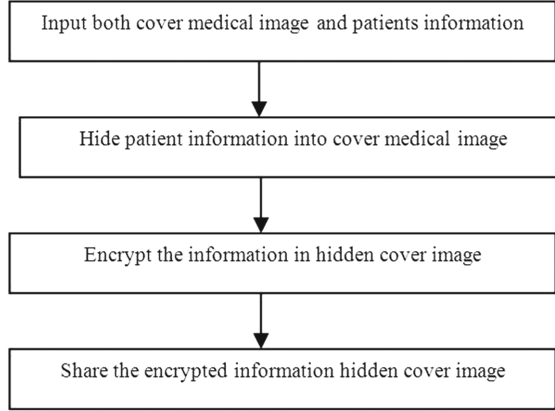 Input both cover medical image and patients information
Hide patient information into cover medical image
Encrypt the information in hidden cover image
Share the encrypted information hidden cover image